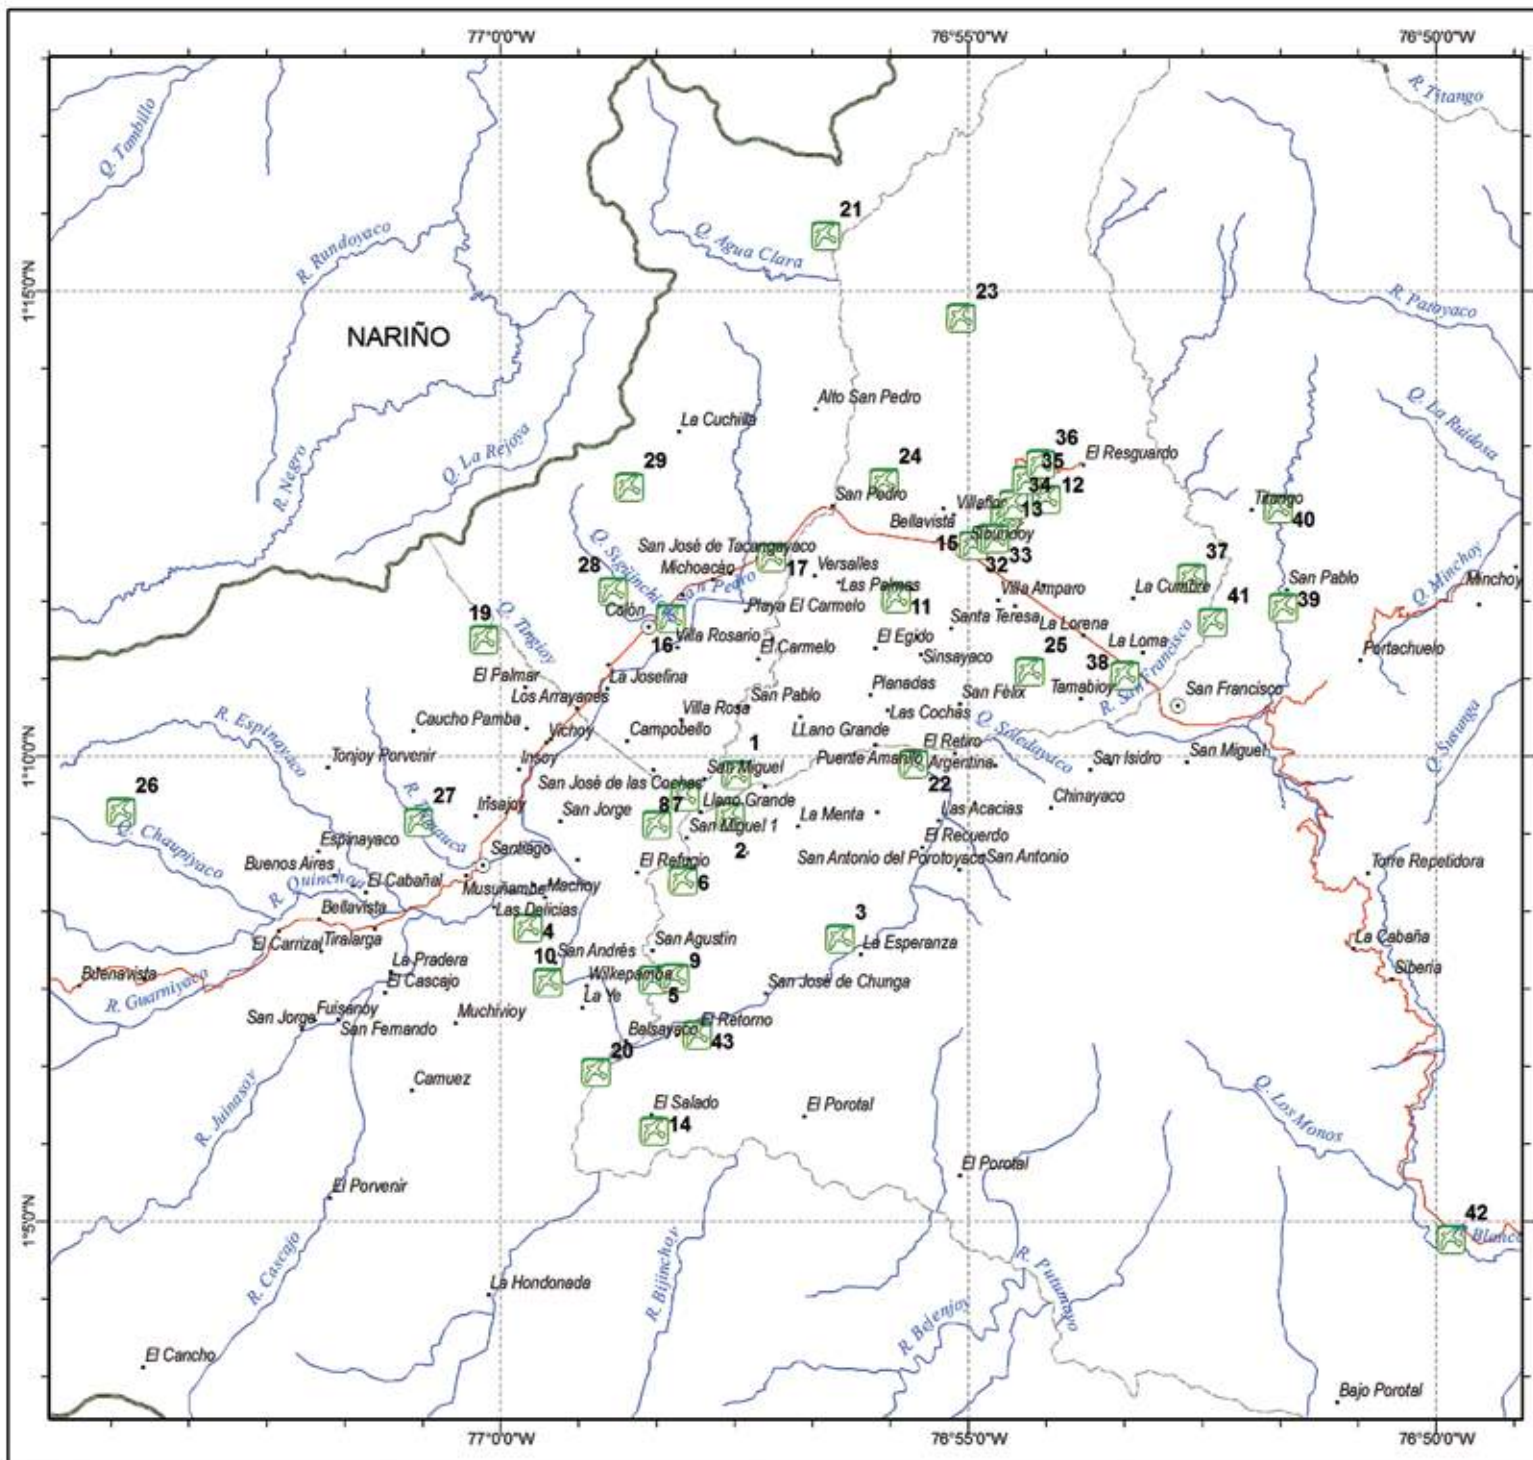 77°0'0"W
76°55'0"W
76°50'0"W
R. Titango
Q. Tambillo
21
R. Rundoyaco
Q. Agua Clara
1°15'0"N
23
R. Patoyaco
NARIÑO
Alto San Pedro
La Cuchilla
Q. La Ruidosa
Q. La Rejoya
36
35
El Resguardo
29
24
34
12
R. Negro
San Pedro
Villaflor
13
Titango
40
Bellavista
Sibundoy
15
33
32
Q. Siguinchica
San José de Tacangayaco
17
Michoacán
28
R. San Pedro
Versalles
Las Palmas
37
San Pablo
Q. Minchoy
Minchoy
Villa Amparo
La Cumbre
39
41
Colón
Playa El Carmelo
11
Santa Teresa
19
Q. Tingioy
16
Villa Rosario
El Egido
La Lorena
La Loma
Portachuelo
El Carmelo
Sinsayaco
25
38
El Palmar
La Josefina
Planadas
San Félix
Tamabioy
R. San Francisco
San Francisco
Los Arrayanes
San Pablo
Villa Rosa
Las Cochas
R. Espinayaco
Caucho Pamba
Vichoy
Campobello
Llano Grande
Q. Soledayaco
Q. Susunga
1
El Retiro
1°10'0"N
Tonjoy Porvenir
Insoy
Puente Amarillo
Argentina
San Isidro
San Miguel
San Miguel
San José de las Cochas
22
26
27
Irisajoy
8
7
Llano Grande
Las Acacias
Chinayaco
San Jorge
La Menta
Q. Chaupiyaco
San Miguel 1
El Recuerdo
Espinayaco
Santiago
2
San Antonio del Porotoyaco
San Antonio
Buenos Aires
El Refugio
Torre Repetidora
R. Quinchoa
El Cabañal
Musuñambe
Machoy
6
Bellavista
Las Delicias
4
3
El Carrizal
Tiralarga
San Agustín
La Esperanza
La Cabaña
La Pradera
10
San Andrés
9
Buenavista
El Cascajo
Wilkepamba
San José de Chunga
Siberia
R. Guarniyaco
La Ye
5
San Jorge
Fuisanoy
San Fernando
Muchivioy
El Retorno
Balsayaco
43
20
R. Juinasoy
Camuez
El Salado
El Porotal
Q. Los Monos
14
El Porotal
El Porvenir
1°5'0"N
42
Blanco
R. Cascajo
R. Bijinchoy
R. Putumayo
La Hondonada
R. Bejenjoy
El Cancho
Bajo Porotal
77°0'0"W
76°55'0"W
76°50'0"W